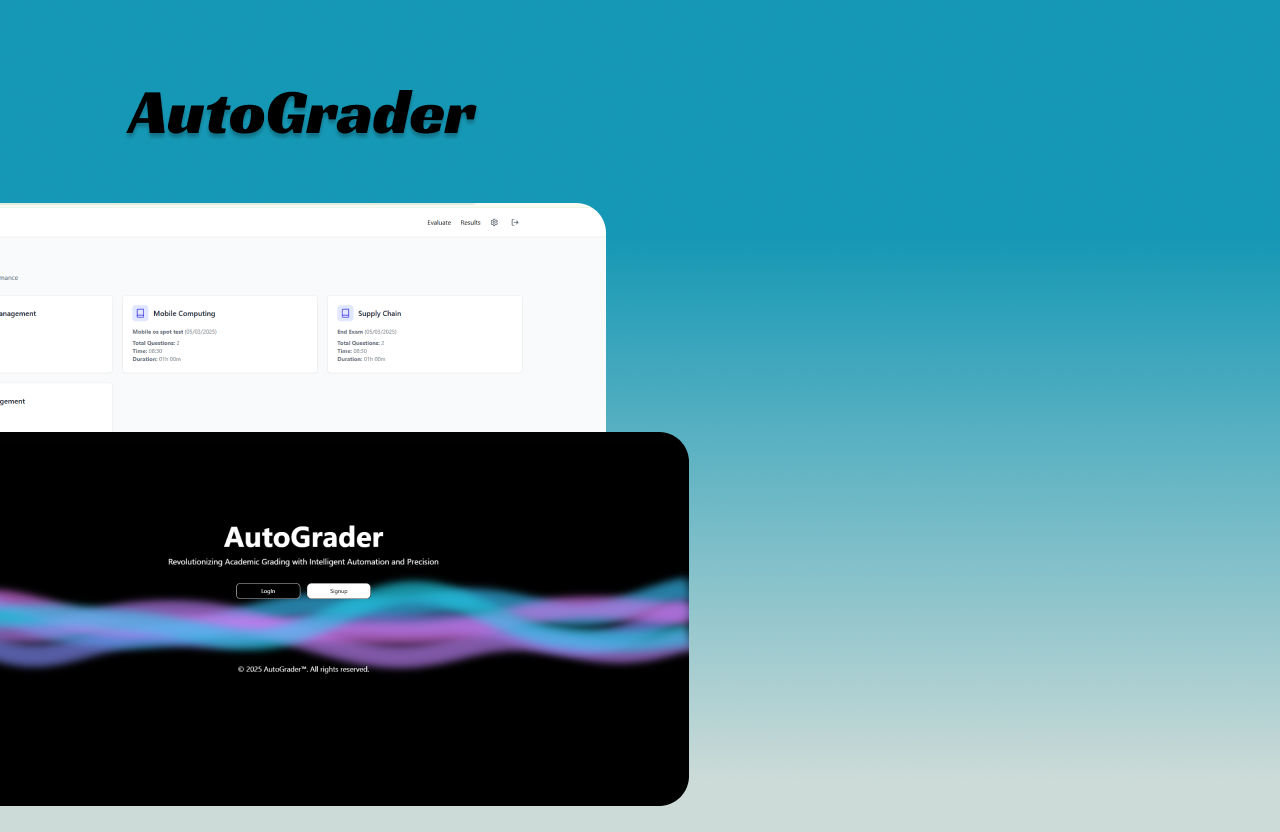 AutoGrader
Evaluate Results
mance
anagement
Mobile Computing
Mobile os spot test (05/03/2025)
Total Questions: 2
Time: 08:30
Duration: 01h 00m
Supply Chain
End Exam (05/03/2025)
Total Questions: 2
Time: 08:30
Duration: 01h 00m
gement
AutoGrader
Revolutionizing Academic Grading with Intelligent Automation and Precision
LogIn
Signup
© 2025 AutoGrader™. All rights reserved.